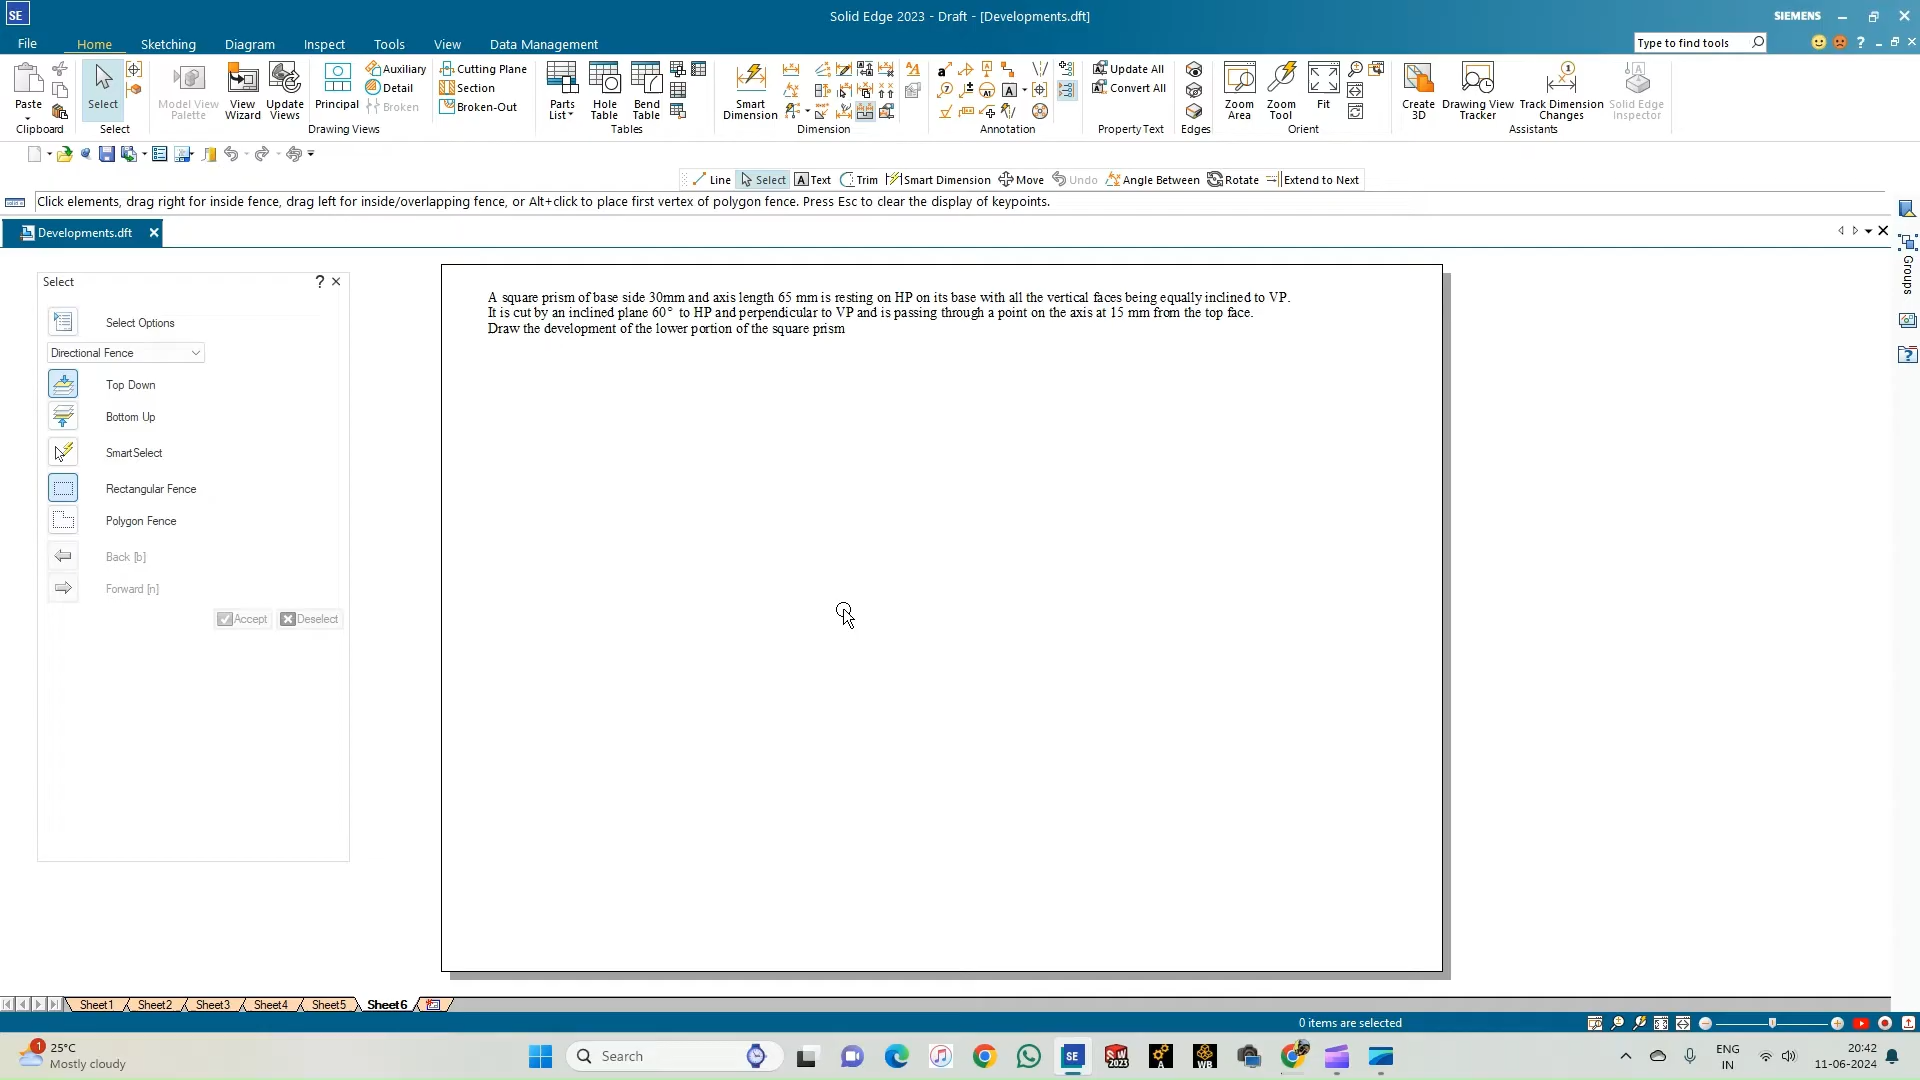 SE
Solid Edge 2023 - Draft - [Developments.dft]
SIEMENS
File
Home
Sketching
Diagram
Inspect
Tools
View
Data Management
Type to find tools
Paste
Select
Model View Palette
View Wizard
Update Views
Principal
Auxiliary
Detail
Broken
Cutting Plane
Section
Broken-Out
Parts List
Hole Table
Bend Table
Smart Dimension
Update All
Convert All
Zoom Area
Zoom Tool
Fit
Create 3D
Drawing View Tracker
Track Dimension Changes
Solid Edge Inspector
Clipboard
Select
Drawing Views
Tables
Dimension
Annotation
Property Text
Edges
Orient
Assistants
Line
Select
Text
Trim
Smart Dimension
Move
Undo
Angle Between
Rotate
Extend to Next
Click elements, drag right for inside fence, drag left for inside/overlapping fence, or Alt+click to place first vertex of polygon fence. Press Esc to clear the display of keypoints.
Developments.dft
Groups
Select
Select Options
Directional Fence
Top Down
Bottom Up
SmartSelect
Rectangular Fence
Polygon Fence
Back [b]
Forward [n]
Accept
Deselect
A square prism of base side 30mm and axis length 65 mm is resting on HP on its base with all the vertical faces being equally inclined to VP.
It is cut by an inclined plane 60° to HP and perpendicular to VP and is passing through a point on the axis at 15 mm from the top face.
Draw the development of the lower portion of the square prism
Sheet1
Sheet2
Sheet3
Sheet4
Sheet5
Sheet6
0 items are selected
1
25°C
Mostly cloudy
Search
SE
SW
2023
A
WB
ENG
IN
20:42
11-06-2024